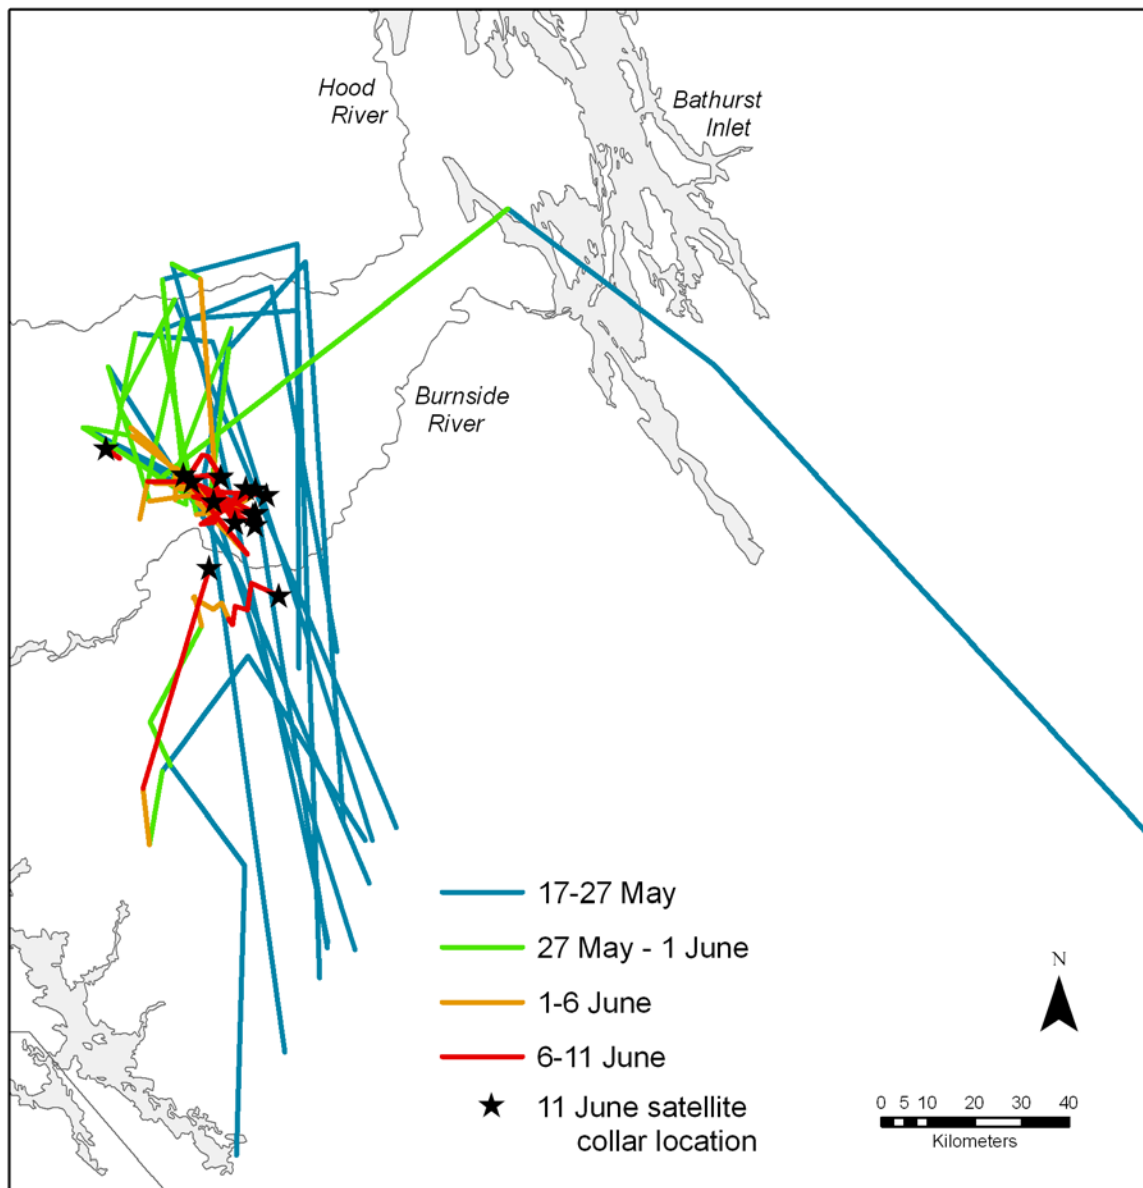 Hood
River
Bathurst
Inlet
Burnside
River
17-27 May
27 May - 1 June
1-6 June
6-11 June
11 June satellite
collar location
N
0 5 10 20 30 40
Kilometers